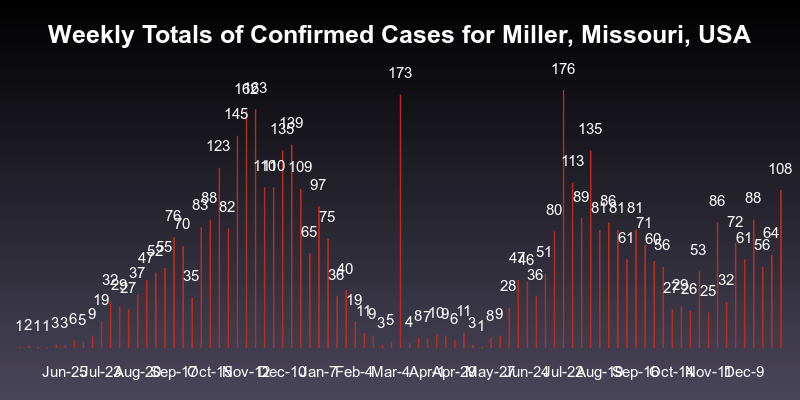 Weekly Totals of Confirmed Cases for Miller, Missouri, USA
1 2 1 1 3 3 6 5 9 19 32 29 27 37 47 52 55 76 70 35 83 88 123 82 145 162 163 110 110 135 139 109 65 97 75 36 40 19 11 9 3 5 173 4 8 7 10 9 6 11 3 1 8 9 28 47 46 36 51 80 176 113 89 135 81 86 81 61 81 71 60 56 27 29 26 53 25 86 32 72 61 88 56 64 108
Jun-25 Jul-23 Aug-20 Sep-17 Oct-15 Nov-12 Dec-10 Jan-7 Feb-4 Mar-4 Apr-1 Apr-29 May-27 Jun-24 Jul-22 Aug-19 Sep-16 Oct-14 Nov-11 Dec-9